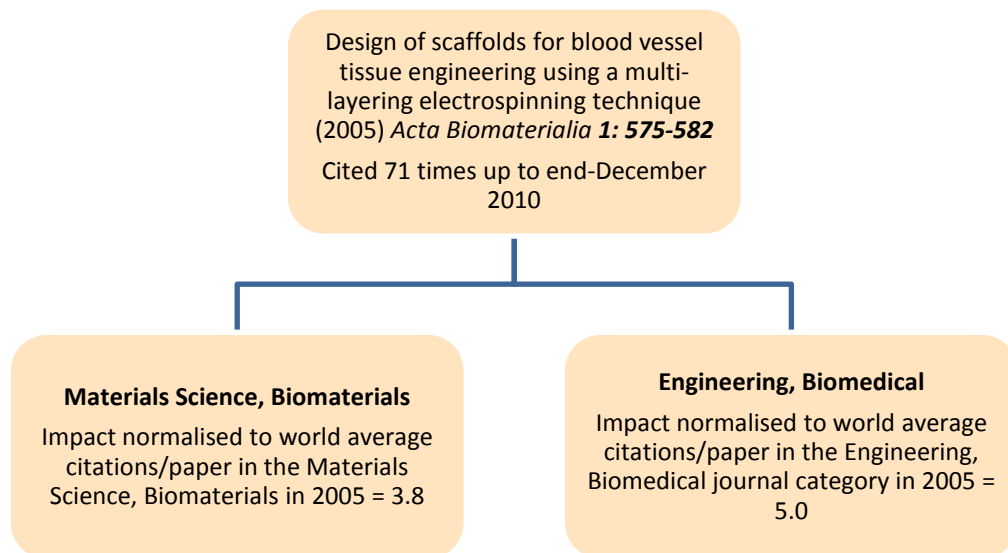 Design of scaffolds for blood vessel
tissue engineering using a multi-
layering electrospinning technique
(2005) Acta Biomaterialia 1: 575-582
Cited 71 times up to end-December
2010
Materials Science, Biomaterials
Impact normalised to world average
citations/paper in the Materials
Science, Biomaterials in 2005 = 3.8
Engineering, Biomedical
Impact normalised to world average
citations/paper in the Engineering,
Biomedical journal category in 2005 =
5.0